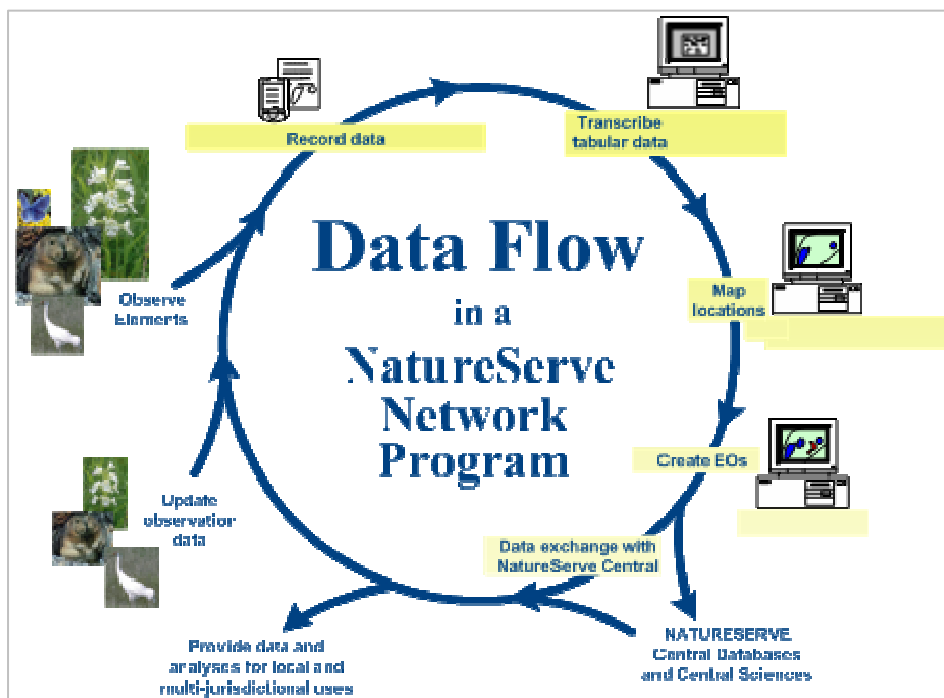 Record data
Transcribe
tabular data
Data Flow
in a
NatureServe
Network
Program
Observe
Elements
Map
locations
Create EOs
Update
observation
data
Data exchange with
NatureServe Central
Provide data and
analyses for local and
multi-jurisdictional uses
NATURESERVE
Central Databases
and Central Sciences